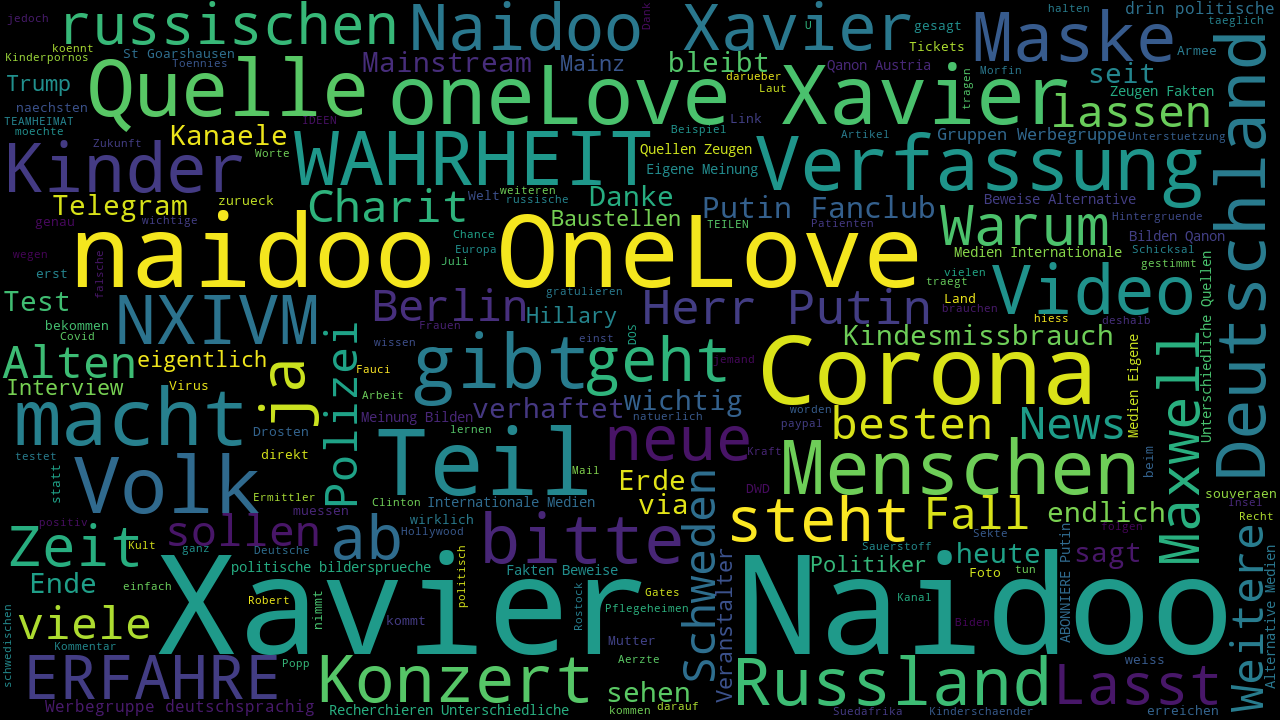 jedoch
russischen
Naidoo Xavier
Dank
U
gesagt
halten
drin politische
taeglich
koennt
Kinderpornos
St Goarshausen
Toennies
Mainstream
Mainz
bleibt
Tickets
Maske
Armee
Trump
Quelle
oneLove
darueber
Laut
Qanon Austria
Xavier
tragen
Morfin
seit
Zeugen Fakten
naechsten
TEAMHEIMAT
moechte
IDEEN
Link
lassen
Deutschland
Kanaele
Zukunft
Worte
WAHRHEIT
Beispiel
Quellen Zeugen
Eigene Meinung
Artikel
Gruppen Werbegruppe
Unterstuetzung
Verfassung
Kinder
Telegram
zurueck
Charit
Welt
weiteren
russische
Danke
Baustellen
Putin Fanclub
TEILEN
Patienten
Beweise Alternative
Hintergruende
Warum
genau
wichtige
naidoo OneLove
Chance
Europa
Juli
Bilden Qanon
Medien Internationale
Schicksal
gestimmt
wegen
erst
falsche
vielen
traegt
Video
Unterschiedliche Quellen
Test
bekommen
Covid
NXIVM
Berlin
gratulieren
Hillary
Frauen
einst
DOS
Herr Putin
Land
brauchen
hiess
deshalb
Kindesmissbrauch
Alten
eigentlich
Interview
Virus
ja
Polizei
wissen
Fauci
Arbeit
gibt
geht
jemand
Corona
Medien Eigene
Maxwell
macht
Meinung Bilden
verhaftet
wichtig
natuerlich
worden
paypal
besten
News
testet
Drosten
direkt
lernen
Teil
neue
Kraft
Menschen
beim
statt
Volk
Ermittler
muessen
Clinton
Internationale Medien
Mail
Erde
via
DWD
souveraen
Insel
Recht
positiv
Zeit
Kult
sollen
ab
wirklich
Hollywood
bitte
Schweden
steht
Fall
endlich
folgen
Sekte
ganz
Deutsche
politische bildersprueche
politisch
Fakten Beweise
Sauerstoff
Politiker
heute
sagt
Ende
einfach
Xavier Naidoo
Robert
nimmt
kommt
Rostock
Gates
Pflegeheimen
Veranstalter
Foto
tun
Kanal
Biden
ABONNIERE Putin
Weitere
Alternative Medien
schwedischen
viele
Kommentar
Mutter
Aerzte
ERFAHRE
Popp
Konzert
sehen
Russland
Lasst
weiss
Werbegruppe deutschsprachig
Recherchieren Unterschiedliche
kommen
darauf
Suedafrika
Kinderschaender
erreichen